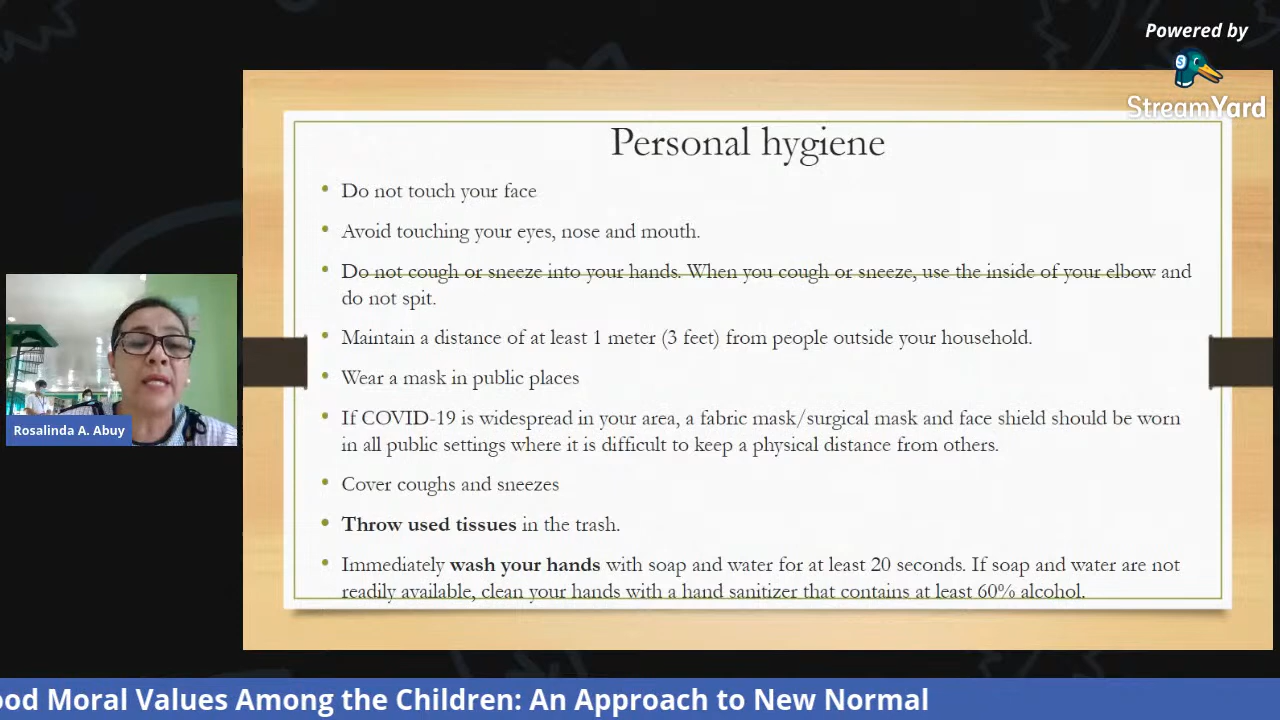 Powered by
StreamYard
Personal hygiene
• Do not touch your face
• Avoid touching your eyes, nose and mouth.
• Do not cough or sneeze into your hands. When you cough or sneeze, use the inside of your elbow and
do not spit.
• Maintain a distance of at least 1 meter (3 feet) from people outside your household.
• Wear a mask in public places
• If COVID-19 is widespread in your area, a fabric mask/surgical mask and face shield should be worn
in all public settings where it is difficult to keep a physical distance from others.
• Cover coughs and sneezes
• Throw used tissues in the trash.
• Immediately wash your hands with soap and water for at least 20 seconds. If soap and water are not
readily available, clean your hands with a hand sanitizer that contains at least 60% alcohol.
Rosalinda A. Abuy
ood Moral Values Among the Children: An Approach to New Normal